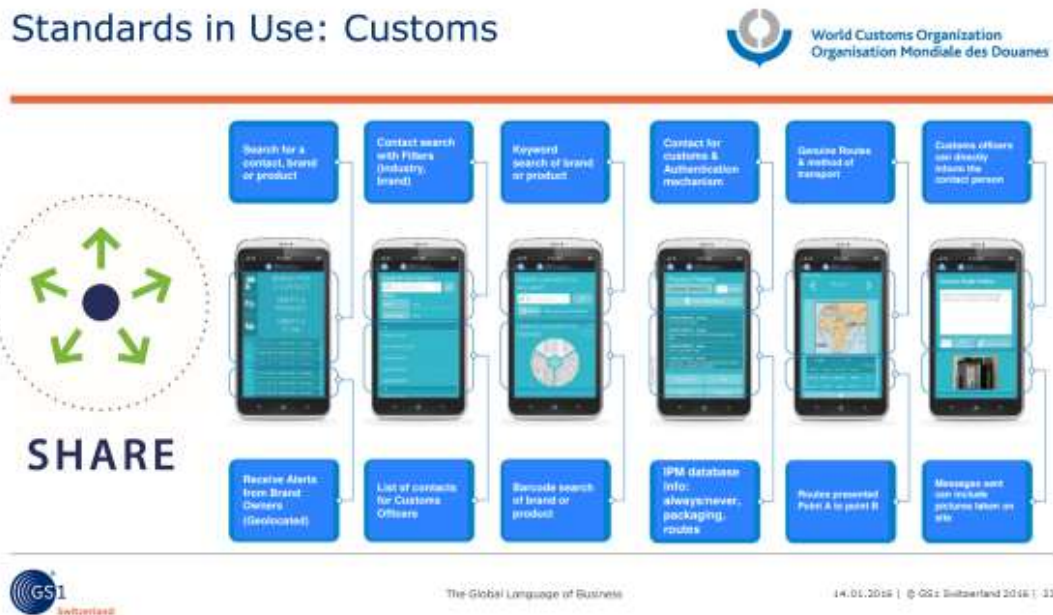 Standards in Use: Customs
World Customs Organization
Organisation Mondiale des Douanes
Search for a
contact, brand
or product
Contact search
with Filters
(Industry,
brand)
Keyword
search of brand
or product
Contact for
customs &
Authentication
mechanism
Genuine Routes
& method of
transport
Customs officers
can directly
inform the
contact person
SHARE
Receive Alerts
from Brand
Owners
(Geolocated)
List of contacts
for Customs
Officers
Barcode search
of brand or
product
IPM database
Info:
always/never,
packaging,
routes
Routes presented
Point A to point B
Messages sent
can include
pictures taken on
site
GS1
Switzerland
The Global Language of Business
14.01.2016 | © GS1 Switzerland 2016 |